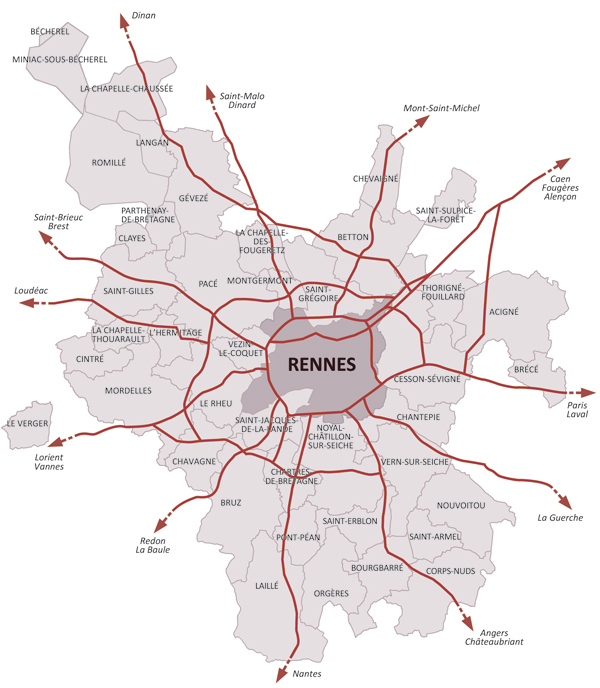 Dinan
BÉCHEREL
MINIAC-SOUS-BÉCHEREL
LA CHAPELLE-CHAUSSÉE
Saint-Malo
Dinard
Mont-Saint-Michel
LANGAN
ROMILLÉ
CHEVAIGNÉ
Caen
Fougères
Alençon
GÉVEZÉ
Saint-Brieuc
Brest
PARTHENAY-
DE-BRETAGNE
SAINT-SULPICE-
LA-FORÊT
CLAYES
LA CHAPELLE-
DES-
FOUGERETZ
BETTON
Loudéac
SAINT-GILLES
PACÉ
MONTGERMONT
SAINT-
GRÉGOIRE
THORIGNÉ-
FOUILLARD
ACIGNÉ
LA CHAPELLE-
THOUARAULT
L'HERMITAGE
VEZIN-
LE-COQUET
CINTRÉ
RENNES
BRÉCÉ
CESSON-SÉVIGNÉ
MORDELLES
LE RHEU
Paris
Laval
LE VERGER
SAINT-JACQUES-
DE-LA-LANDE
NOYAL-
CHÂTILLON-
SUR-SEICHE
CHANTEPIE
Lorient
Vannes
CHAVAGNE
VERN-SUR-SEICHE
CHARTRES-
DE-BRETAGNE
BRUZ
NOUVOITOU
La Guerche
SAINT-ERBLON
Redon
La Baule
PONT-PÉAN
SAINT-ARMEL
BOURGBARRÉ
CORPS-NUDS
LAILLÉ
ORGÈRES
Angers
Châteaubriant
Nantes